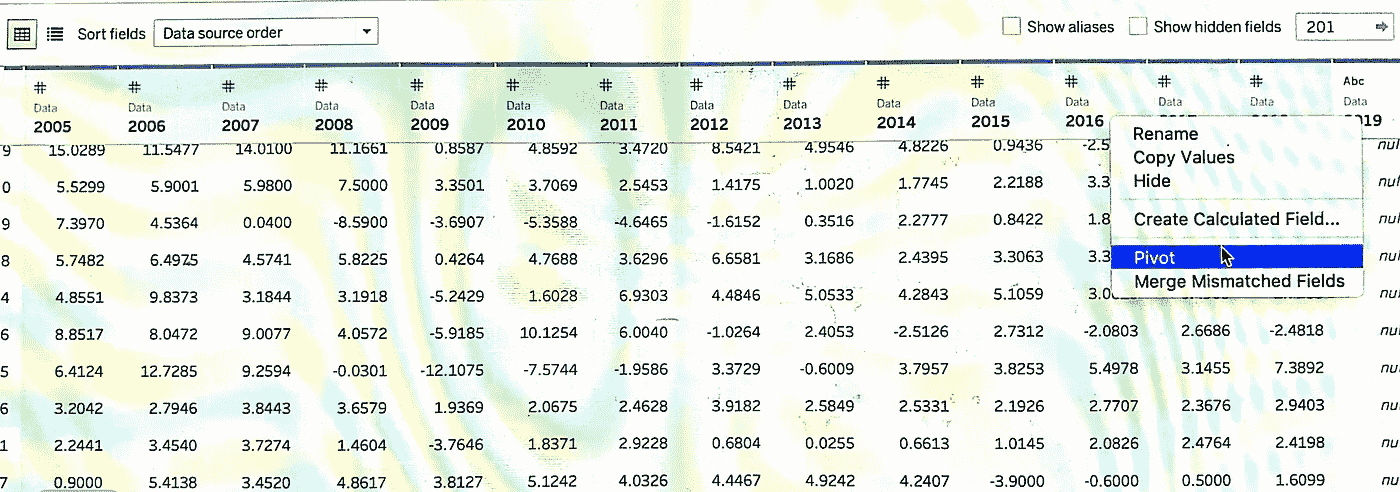 Sort fields Data source order Show aliases Show hidden fields 201
# # # # # # # # # # # # Abc
Data Data Data Data Data Data Data Data Data Data Data Data Data Data Data
2005 2006 2007 2008 2009 2010 2011 2012 2013 2014 2015 2016
9 15.0289 11.5477 14.0100 11.1661 0.8587 4.8592 3.4720 8.5421 4.9546 4.8226 0.9436 -2.5 Rename nul
Copy Values
0 5.5299 5.9001 5.9800 7.5000 3.3501 3.7069 2.5453 1.4175 1.0020 1.7745 2.2188 3.3 Hide nul
9 7.3970 4.5364 0.0400 -8.5900 -3.6907 -5.3588 -4.6465 -1.6152 0.3516 2.2777 0.8422 1.8 Create Calculated Field... nul
8 5.7482 6.4975 4.5741 5.8225 0.4264 4.7688 3.6296 6.6581 3.1686 2.4395 3.3063 3.3 Pivot nul
4 4.8551 9.8373 3.1844 3.1918 -5.2429 1.6028 6.9303 4.4846 5.0533 4.2843 5.1059 3.0 Merge Mismatched Fields nul
6 8.8517 8.0472 9.0077 4.0572 -5.9185 10.1254 6.0040 -1.0264 2.4053 -2.5126 2.7312 -2.0803 2.6686 -2.4818 nul
5 6.4124 12.7285 9.2594 -0.0301 -12.1075 -7.5744 -1.9586 3.3729 -0.6009 3.7957 3.8253 5.4978 3.1455 7.3892 nul
6 3.2042 2.7946 3.8443 3.6579 1.9369 2.0675 2.4628 3.9182 2.5849 2.5331 2.1926 2.7707 2.3676 2.9403 nul
1 2.2441 3.4540 3.7274 1.4604 -3.7646 1.8371 2.9228 0.6804 0.0255 0.6613 1.0145 2.0826 2.4764 2.4198 nu
7 0.9000 5.4138 3.4520 4.8617 3.8127 5.1242 4.0326 4.4467 4.9242 4.2407 -3.9000 -0.6000 0.5000 1.6099 nu